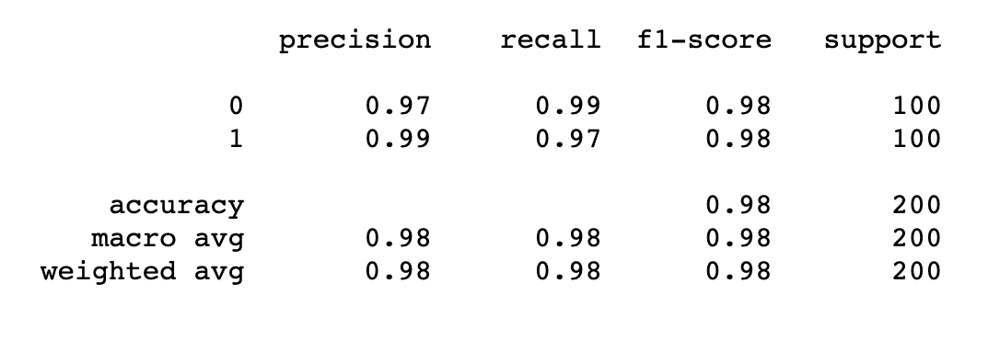 precision recall f1-score support
0 0.97 0.99 0.98 100
1 0.99 0.97 0.98 100
accuracy 0.98 200
macro avg 0.98 0.98 0.98 200
weighted avg 0.98 0.98 0.98 200